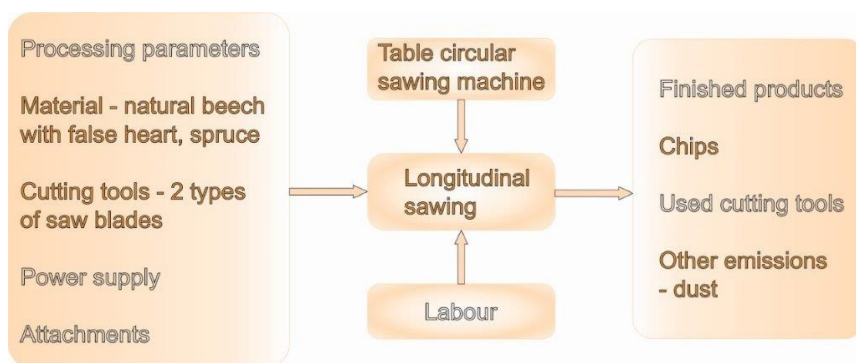 Processing parameters
Material - natural beech
with false heart, spruce
Cutting tools - 2 types
of saw blades
Power supply
Attachments
Table circular
sawing machine
Longitudinal
sawing
Labour
Finished products
Chips
Used cutting tools
Other emissions
- dust